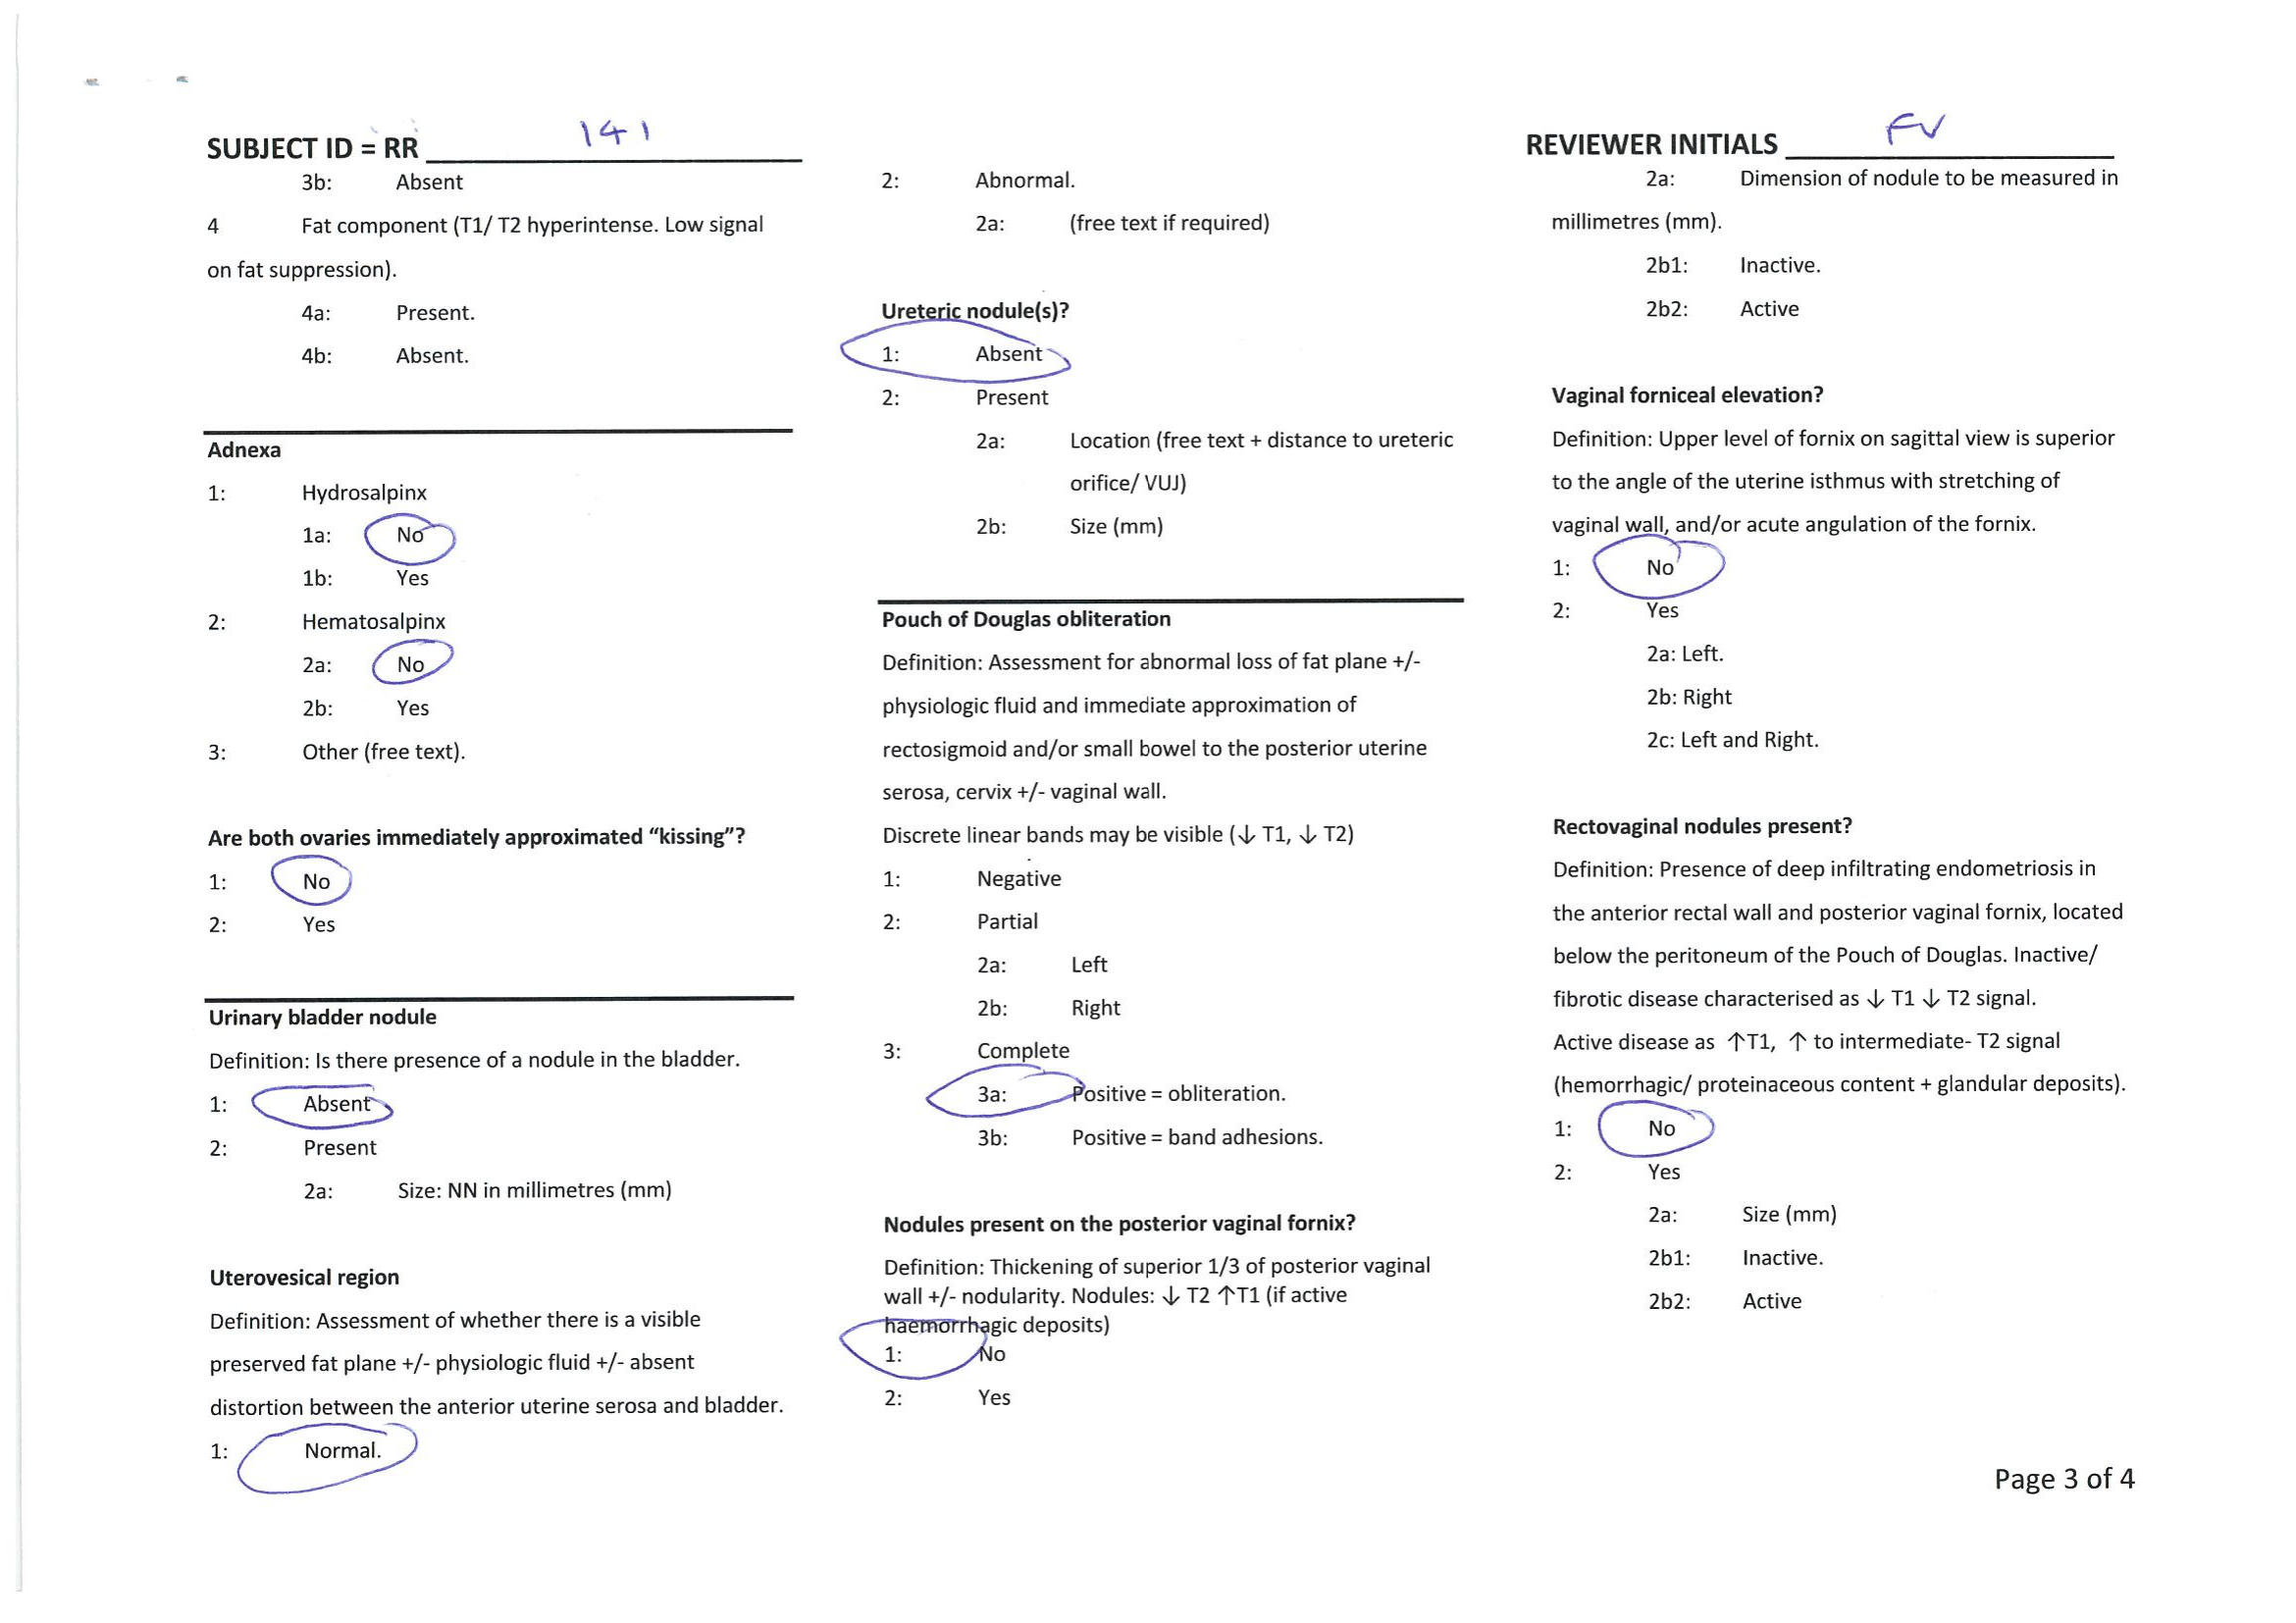 SUBJECT ID = RR 141
3b: Absent
4 Fat component (T1/ T2 hyperintense. Low signal
on fat suppression).
4a: Present.
4b: Absent.
Adnexa
1: Hydrosalpinx
1a: No
1b: Yes
2: Hematosalpinx
2a: No
2b: Yes
3: Other (free text).
Are both ovaries immediately approximated “kissing”?
1: No
2: Yes
Urinary bladder nodule
Definition: Is there presence of a nodule in the bladder.
1: Absent
2: Present
2a: Size: NN in millimetres (mm)
Uterovesical region
Definition: Assessment of whether there is a visible
preserved fat plane +/- physiologic fluid +/- absent
distortion between the anterior uterine serosa and bladder.
1: Normal.
2: Abnormal.
2a: (free text if required)
Ureteric nodule(s)?
1: Absent
2: Present
2a: Location (free text + distance to ureteric
orifice/ VUJ)
2b: Size (mm)
Pouch of Douglas obliteration
Definition: Assessment for abnormal loss of fat plane +/-
physiologic fluid and immediate approximation of
rectosigmoid and/or small bowel to the posterior uterine
serosa, cervix +/- vaginal wall.
Discrete linear bands may be visible (↓ T1, ↓ T2)
1: Negative
2: Partial
2a: Left
2b: Right
3: Complete
3a: Positive = obliteration.
3b: Positive = band adhesions.
Nodules present on the posterior vaginal fornix?
Definition: Thickening of superior 1/3 of posterior vaginal
wall +/- nodularity. Nodules: ↓ T2 ↑T1 (if active
haemorrhagic deposits)
1: No
2: Yes
REVIEWER INITIALS FV
2a: Dimension of nodule to be measured in
millimetres (mm).
2b1: Inactive.
2b2: Active
Vaginal forniceal elevation?
Definition: Upper level of fornix on sagittal view is superior
to the angle of the uterine isthmus with stretching of
vaginal wall, and/or acute angulation of the fornix.
1: No
2: Yes
2a: Left.
2b: Right
2c: Left and Right.
Rectovaginal nodules present?
Definition: Presence of deep infiltrating endometriosis in
the anterior rectal wall and posterior vaginal fornix, located
below the peritoneum of the Pouch of Douglas. Inactive/
fibrotic disease characterised as ↓ T1 ↓ T2 signal.
Active disease as ↑T1, ↑ to intermediate- T2 signal
(hemorrhagic/ proteinaceous content + glandular deposits).
1: No
2: Yes
2a: Size (mm)
2b1: Inactive.
2b2: Active
Page 3 of 4